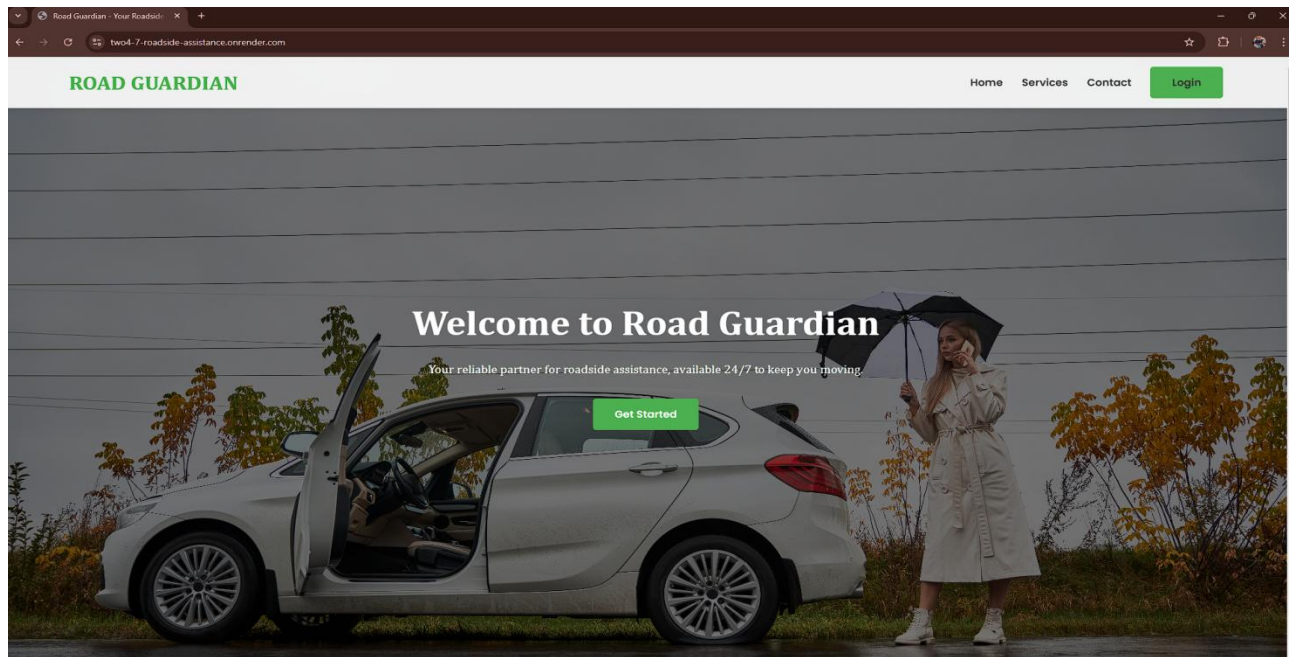 Road Guardian - Your Roadside
two4-7-roadside-assistance.onrender.com
ROAD GUARDIAN
Home Services Contact Login
Welcome to Road Guardian
Your reliable partner for roadside assistance, available 24/7 to keep you moving.
Get Started